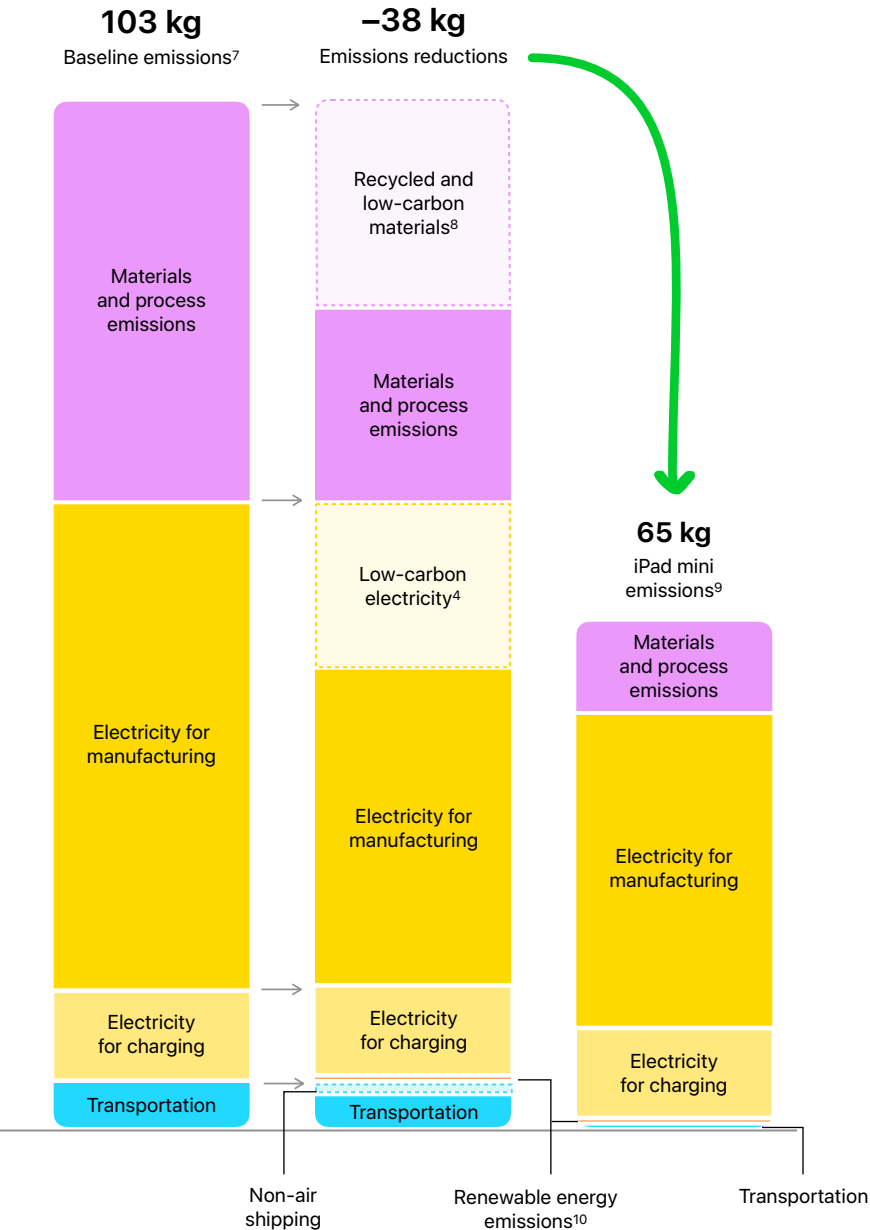 103 kg
Baseline emissions⁷
–38 kg
Emissions reductions
Recycled and
low-carbon
materials⁸
Materials
and process
emissions
Materials
and process
emissions
Low-carbon
electricity⁴
65 kg
iPad mini
emissions⁹
Materials
and process
emissions
Electricity for
manufacturing
Electricity for
manufacturing
Electricity for
manufacturing
Electricity
for charging
Electricity
for charging
Electricity
for charging
Transportation
Transportation
Non-air
shipping
Renewable energy
emissions¹⁰
Transportation